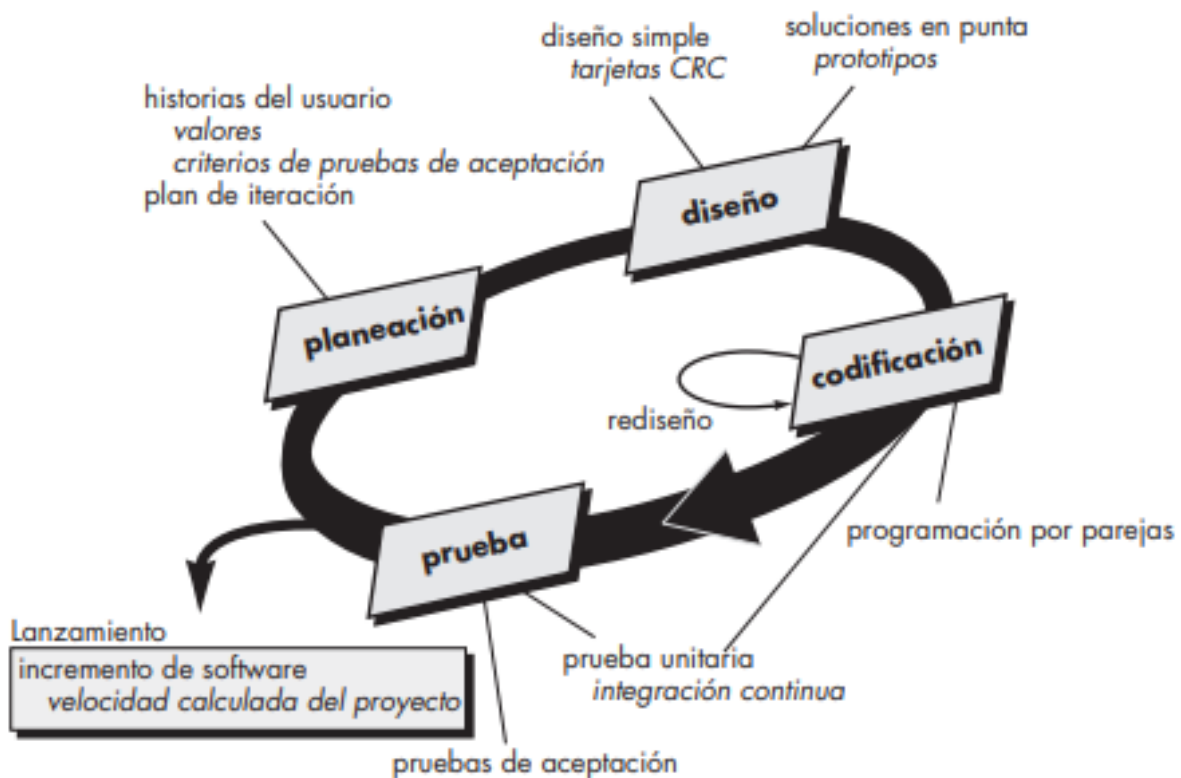 diseño simple
tarjetas CRC
soluciones en punta
prototipos
historias del usuario
valores
criterios de pruebas de aceptación
plan de iteración
diseño
planeación
codificación
rediseño
programación por parejas
prueba
Lanzamiento
incremento de software
velocidad calculada del proyecto
prueba unitaria
integración continua
pruebas de aceptación